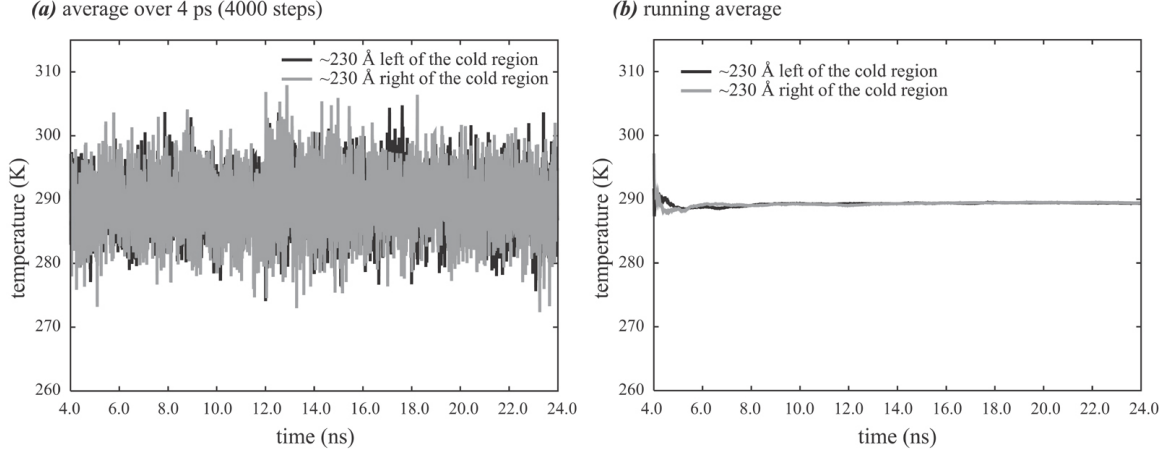 (a) average over 4 ps (4000 steps)
310
300
290
280
270
260
temperature (K)
~230 Å left of the cold region
~230 Å right of the cold region
4.0 6.0 8.0 10.0 12.0 14.0 16.0 18.0 20.0 22.0 24.0
time (ns)
(b) running average
310
300
290
280
270
260
temperature (K)
~230 Å left of the cold region
~230 Å right of the cold region
4.0 6.0 8.0 10.0 12.0 14.0 16.0 18.0 20.0 22.0 24.0
time (ns)